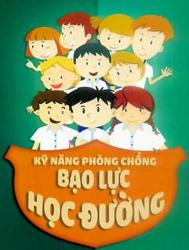 KỸ NĂNG PHÒNG CHỐNG
BẠO LỰC
HỌC ĐƯỜNG